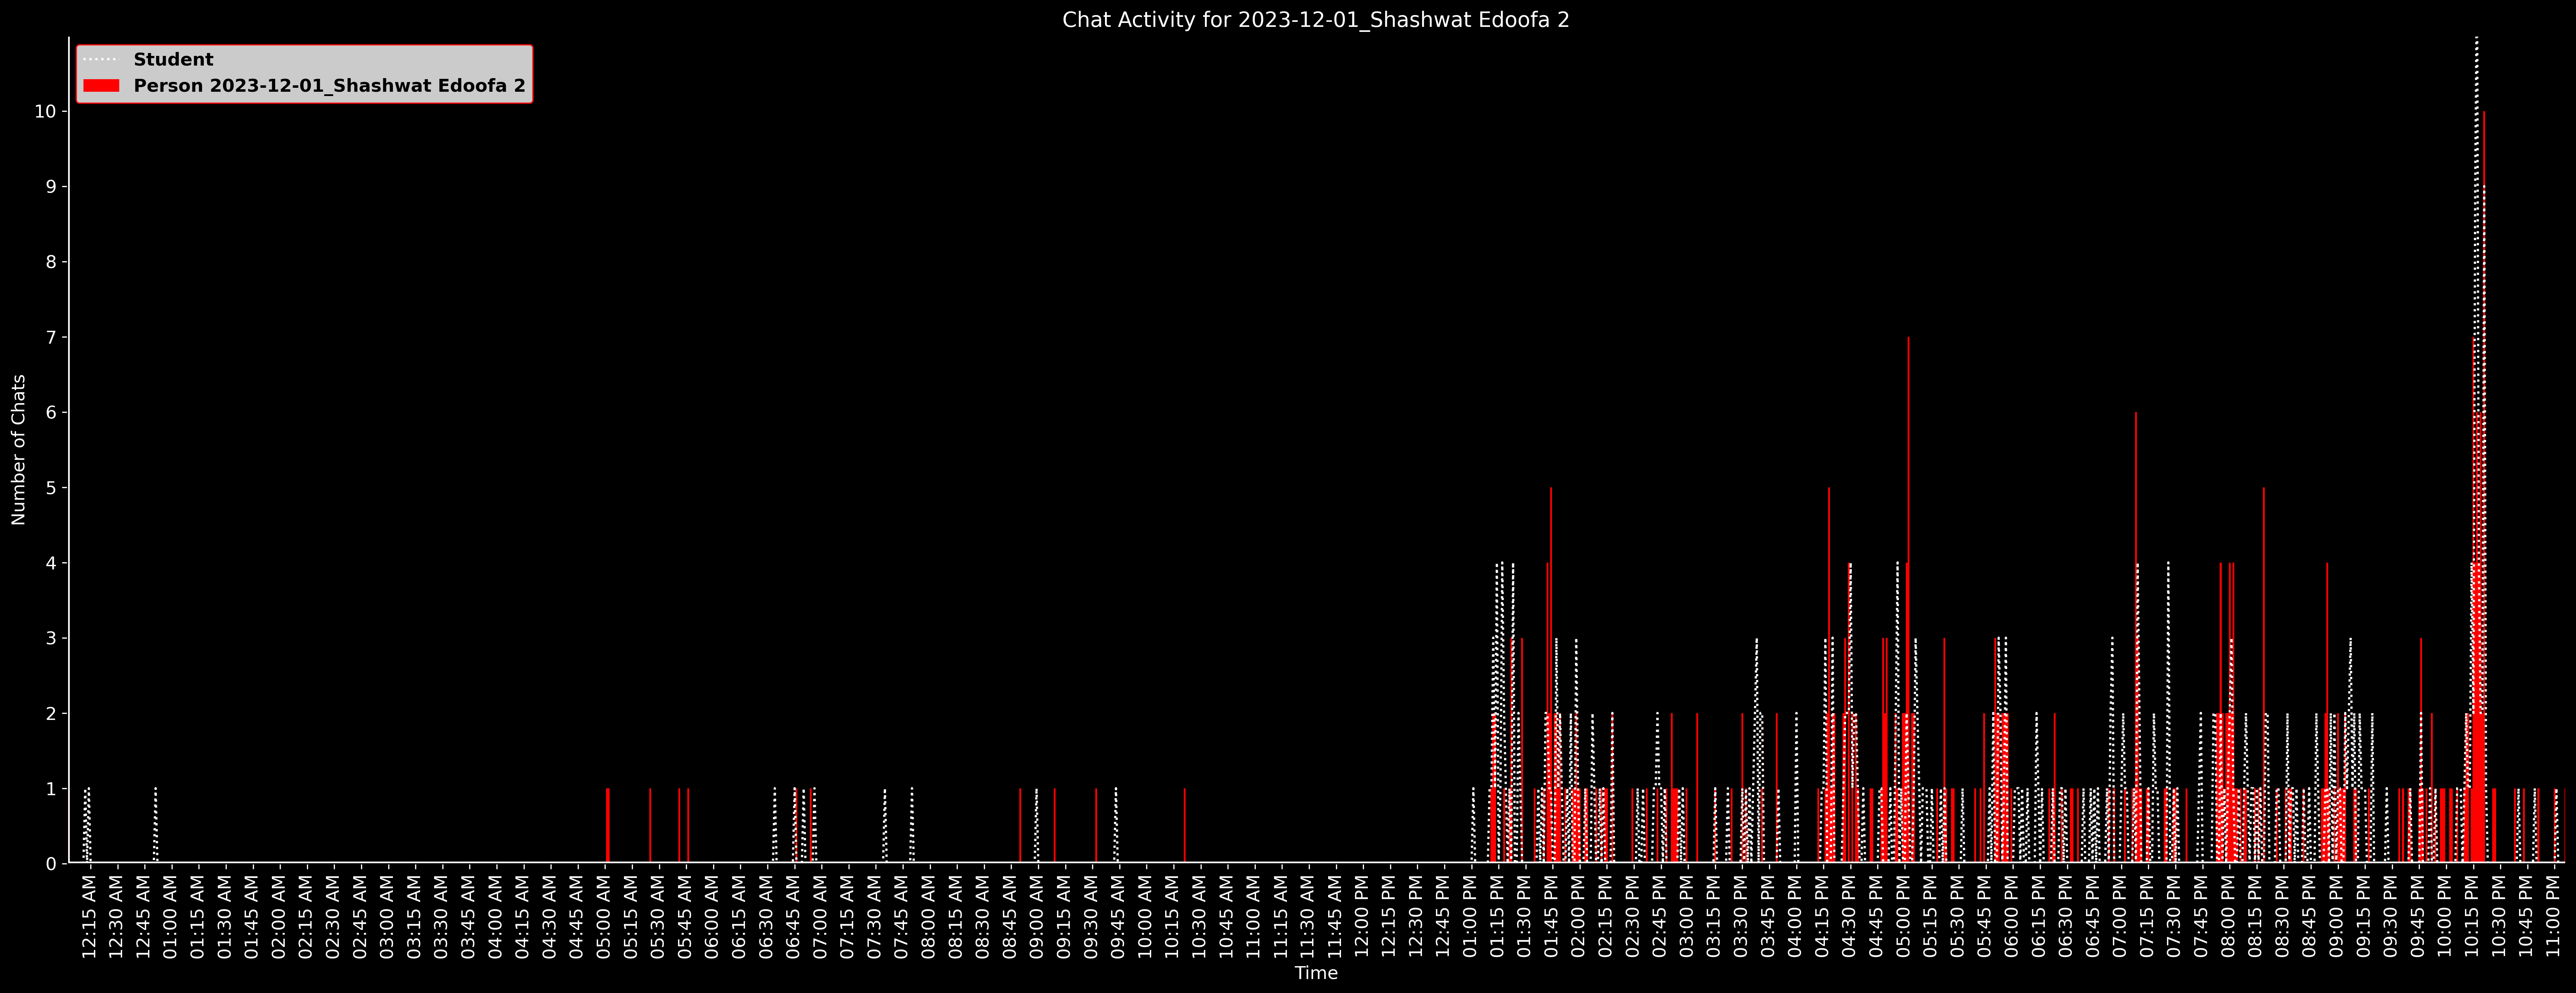 Chat Activity for 2023-12-01_Shashwat Edoofa 2
Student
Person 2023-12-01_Shashwat Edoofa 2
Number of Chats
10
9
8
7
6
5
4
3
2
1
0
12:15 AM
12:30 AM
12:45 AM
01:00 AM
01:15 AM
01:30 AM
01:45 AM
02:00 AM
02:15 AM
02:30 AM
02:45 AM
03:00 AM
03:15 AM
03:30 AM
03:45 AM
04:00 AM
04:15 AM
04:30 AM
04:45 AM
05:00 AM
05:15 AM
05:30 AM
05:45 AM
06:00 AM
06:15 AM
06:30 AM
06:45 AM
07:00 AM
07:15 AM
07:30 AM
07:45 AM
08:00 AM
08:15 AM
08:30 AM
08:45 AM
09:00 AM
09:15 AM
09:30 AM
09:45 AM
10:00 AM
10:15 AM
10:30 AM
10:45 AM
11:00 AM
11:15 AM
11:30 AM
11:45 AM
12:00 PM
12:15 PM
12:30 PM
12:45 PM
01:00 PM
01:15 PM
01:30 PM
01:45 PM
02:00 PM
02:15 PM
02:30 PM
02:45 PM
03:00 PM
03:15 PM
03:30 PM
03:45 PM
04:00 PM
04:15 PM
04:30 PM
04:45 PM
05:00 PM
05:15 PM
05:30 PM
05:45 PM
06:00 PM
06:15 PM
06:30 PM
06:45 PM
07:00 PM
07:15 PM
07:30 PM
07:45 PM
08:00 PM
08:15 PM
08:30 PM
08:45 PM
09:00 PM
09:15 PM
09:30 PM
09:45 PM
10:00 PM
10:15 PM
10:30 PM
10:45 PM
11:00 PM
Time